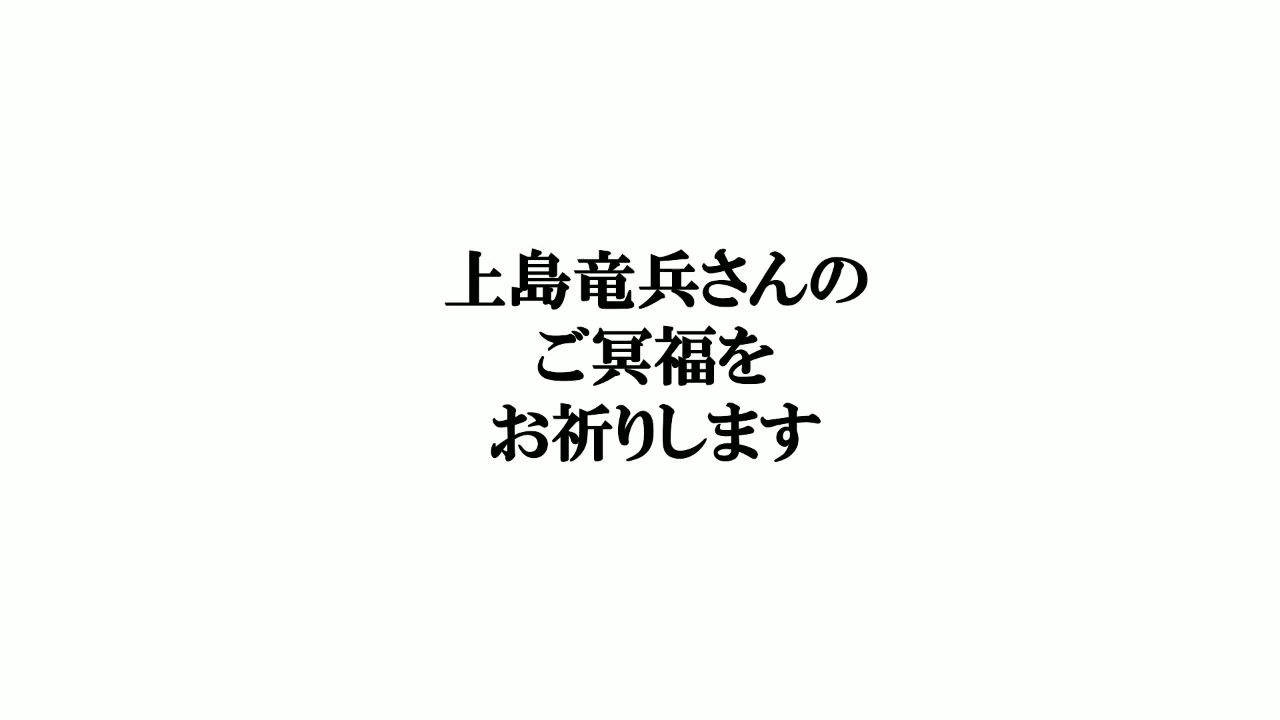 上島竜兵さんの
ご冥福を
お祈りします